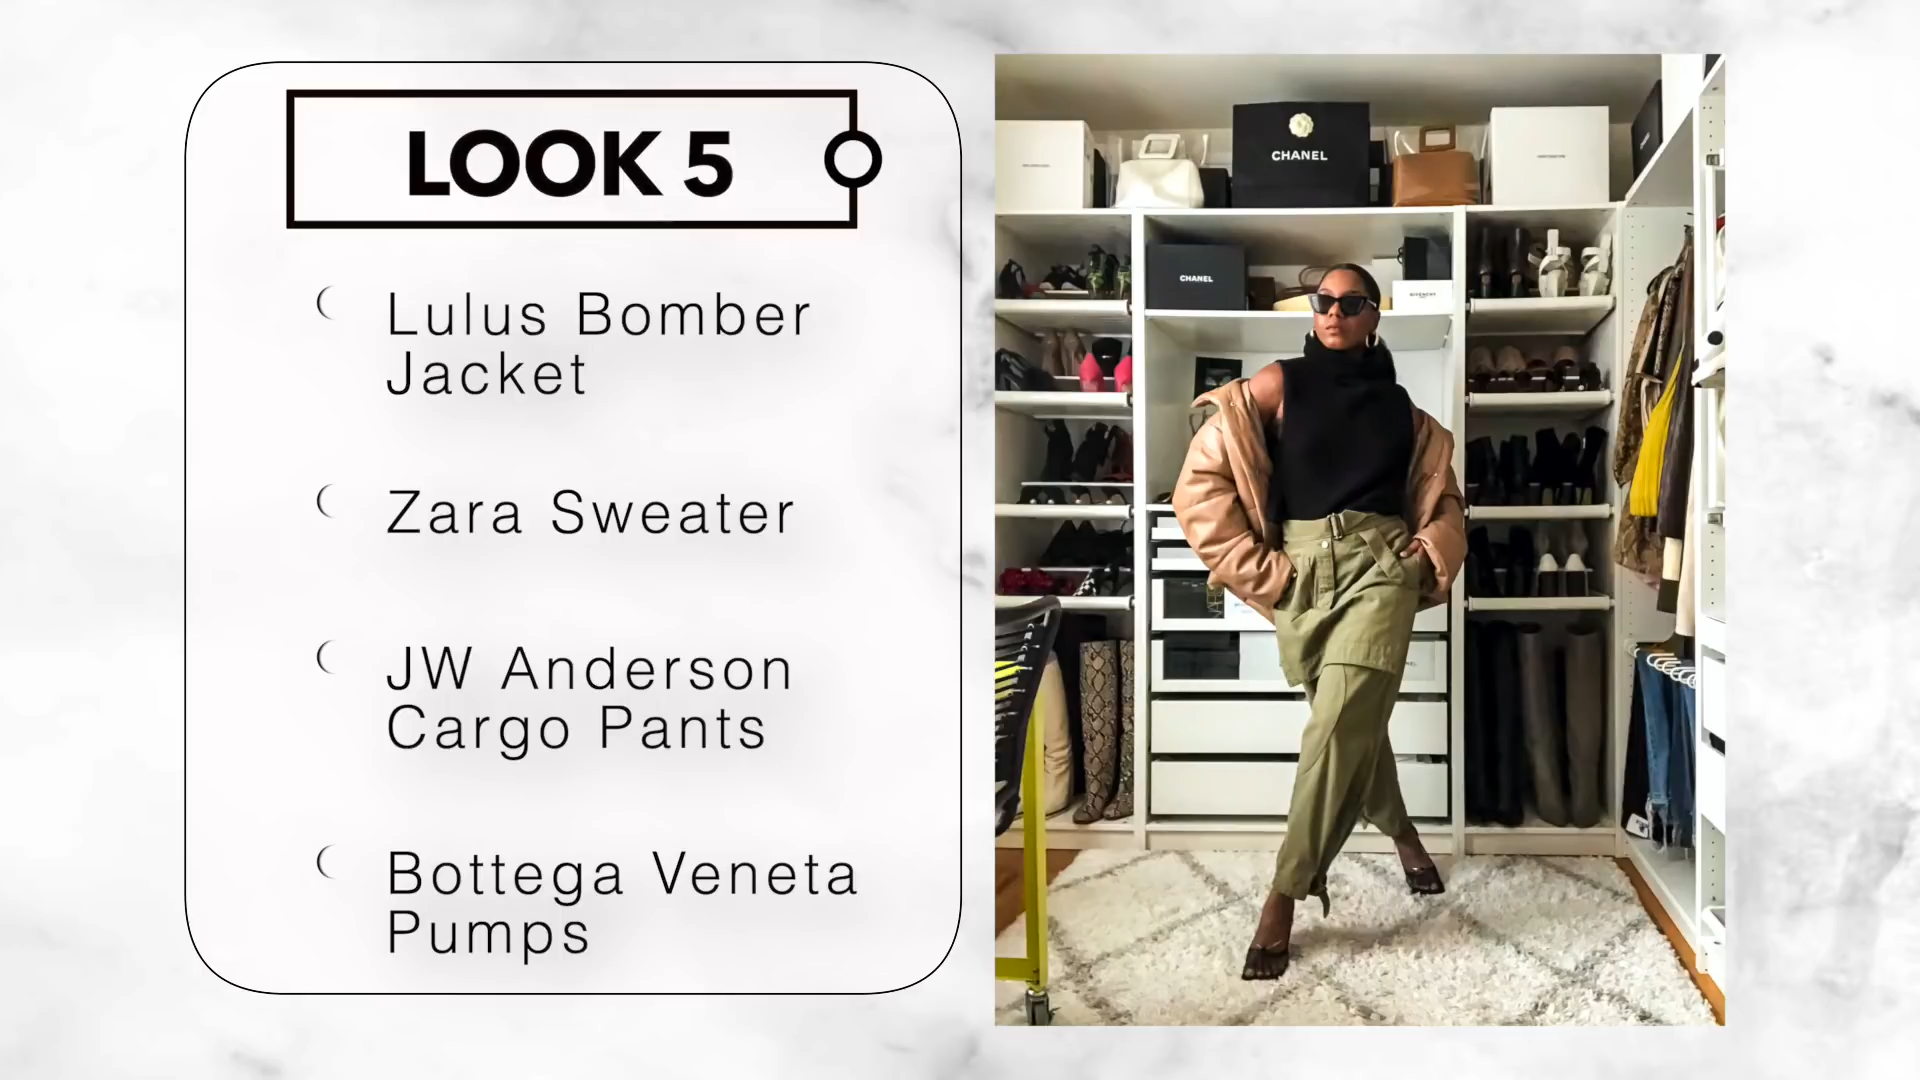 LOOK 5
Lulus Bomber
Jacket
Zara Sweater
JW Anderson
Cargo Pants
Bottega Veneta
Pumps
CHANEL
CHANEL
GIVENCHY